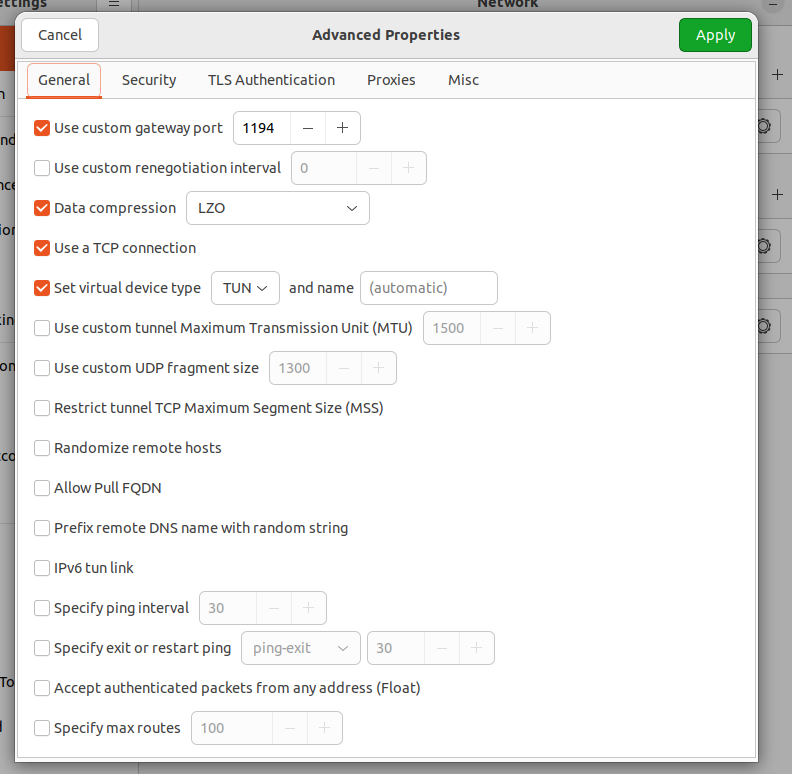 Network
Cancel
Advanced Properties
Apply
General
Security
TLS Authentication
Proxies
Misc
Use custom gateway port 1194 − +
Use custom renegotiation interval 0 − +
Data compression LZO
Use a TCP connection
Set virtual device type TUN and name (automatic)
Use custom tunnel Maximum Transmission Unit (MTU) 1500 − +
Use custom UDP fragment size 1300 − +
Restrict tunnel TCP Maximum Segment Size (MSS)
Randomize remote hosts
Allow Pull FQDN
Prefix remote DNS name with random string
IPv6 tun link
Specify ping interval 30 − +
Specify exit or restart ping ping-exit 30 − +
Accept authenticated packets from any address (Float)
Specify max routes 100 − +